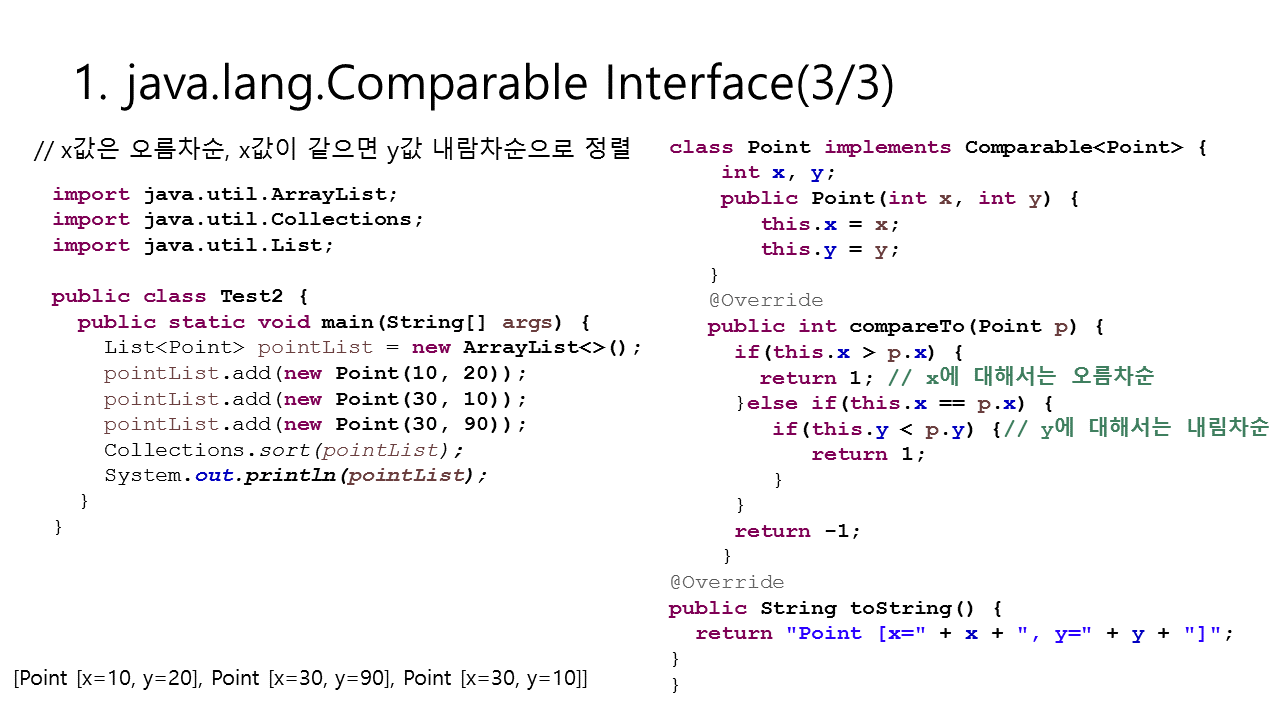 1. java.lang.Comparable Interface(3/3)
// x값은 오름차순, x값이 같으면 y값 내람차순으로 정렬
import java.util.ArrayList;
import java.util.Collections;
import java.util.List;
public class Test2 {
public static void main(String[] args) {
List<Point> pointList = new ArrayList<>();
pointList.add(new Point(10, 20));
pointList.add(new Point(30, 10));
pointList.add(new Point(30, 90));
Collections.sort(pointList);
System.out.println(pointList);
}
}
[Point [x=10, y=20], Point [x=30, y=90], Point [x=30, y=10]]
class Point implements Comparable<Point> {
int x, y;
public Point(int x, int y) {
this.x = x;
this.y = y;
}
@Override
public int compareTo(Point p) {
if(this.x > p.x) {
return 1; // x에 대해서는 오름차순
}else if(this.x == p.x) {
if(this.y < p.y) {// y에 대해서는 내림차순
return 1;
}
}
return -1;
}
@Override
public String toString() {
return "Point [x=" + x + ", y=" + y + "]";
}
}